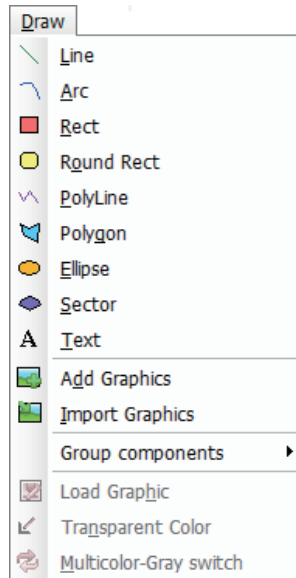 Draw
Line
Arc
Rect
Round Rect
PolyLine
Polygon
Ellipse
Sector
A Text
Add Graphics
Import Graphics
Group components
Load Graphic
Transparent Color
Multicolor-Gray switch